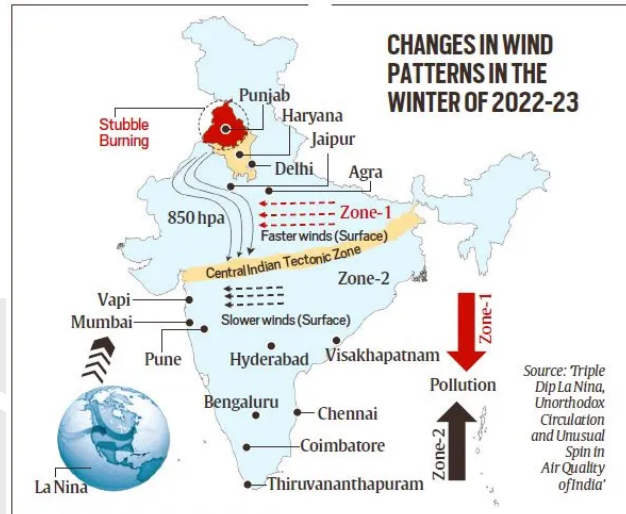 CHANGES IN WIND
PATTERNS IN THE
WINTER OF 2022-23
Punjab
Stubble
Burning
Haryana
Jaipur
Delhi
Agra
850 hpa
Zone-1
Faster winds (Surface)
Central Indian Tectonic Zone
Zone-2
Vapi
Slower winds (Surface)
Mumbai
Pune
Hyderabad
Visakhapatnam
Zone-1
Pollution
Zone-2
Source: 'Triple
Dip La Nina,
Unorthodox
Circulation
and Unusual
Spin in
Air Quality
of India'
Bengaluru
Chennai
Coimbatore
La Nina
Thiruvananthapuram